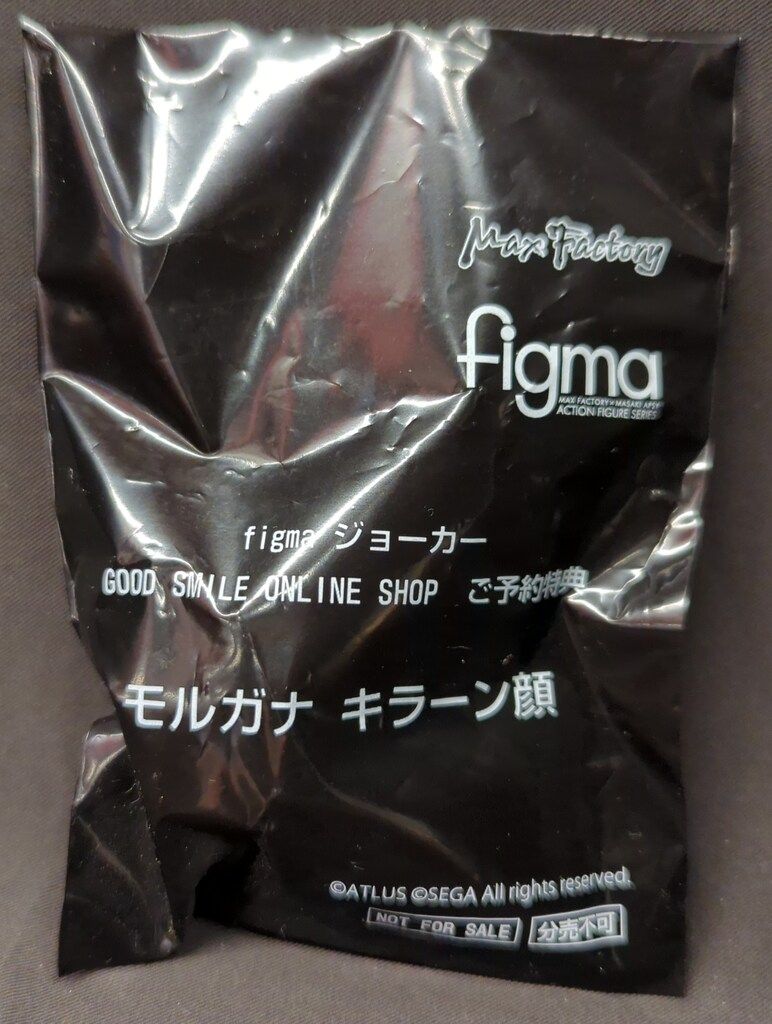 Max Factory
figma
MAX FACTORY × MASAKI APSY
ACTION FIGURE SERIES
figma ジョーカー
GOOD SMILE ONLINE SHOP ご予約特典
モルガナ キラーン顔
©ATLUS ©SEGA All rights reserved.
NOT FOR SALE 分売不可